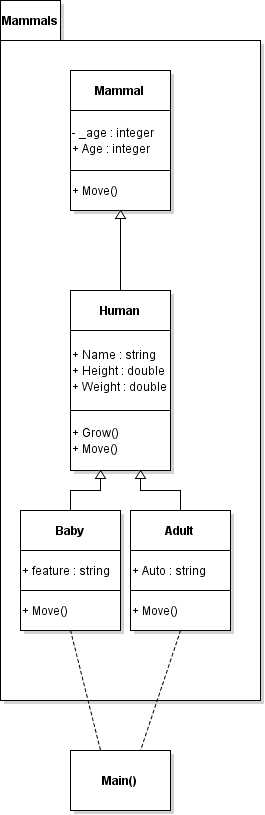 Mammals
Mammal
- _age : integer
+ Age : integer
+ Move()
Human
+ Name : string
+ Height : double
+ Weight : double
+ Grow()
+ Move()
Baby
+ feature : string
+ Move()
Adult
+ Auto : string
+ Move()
Main()